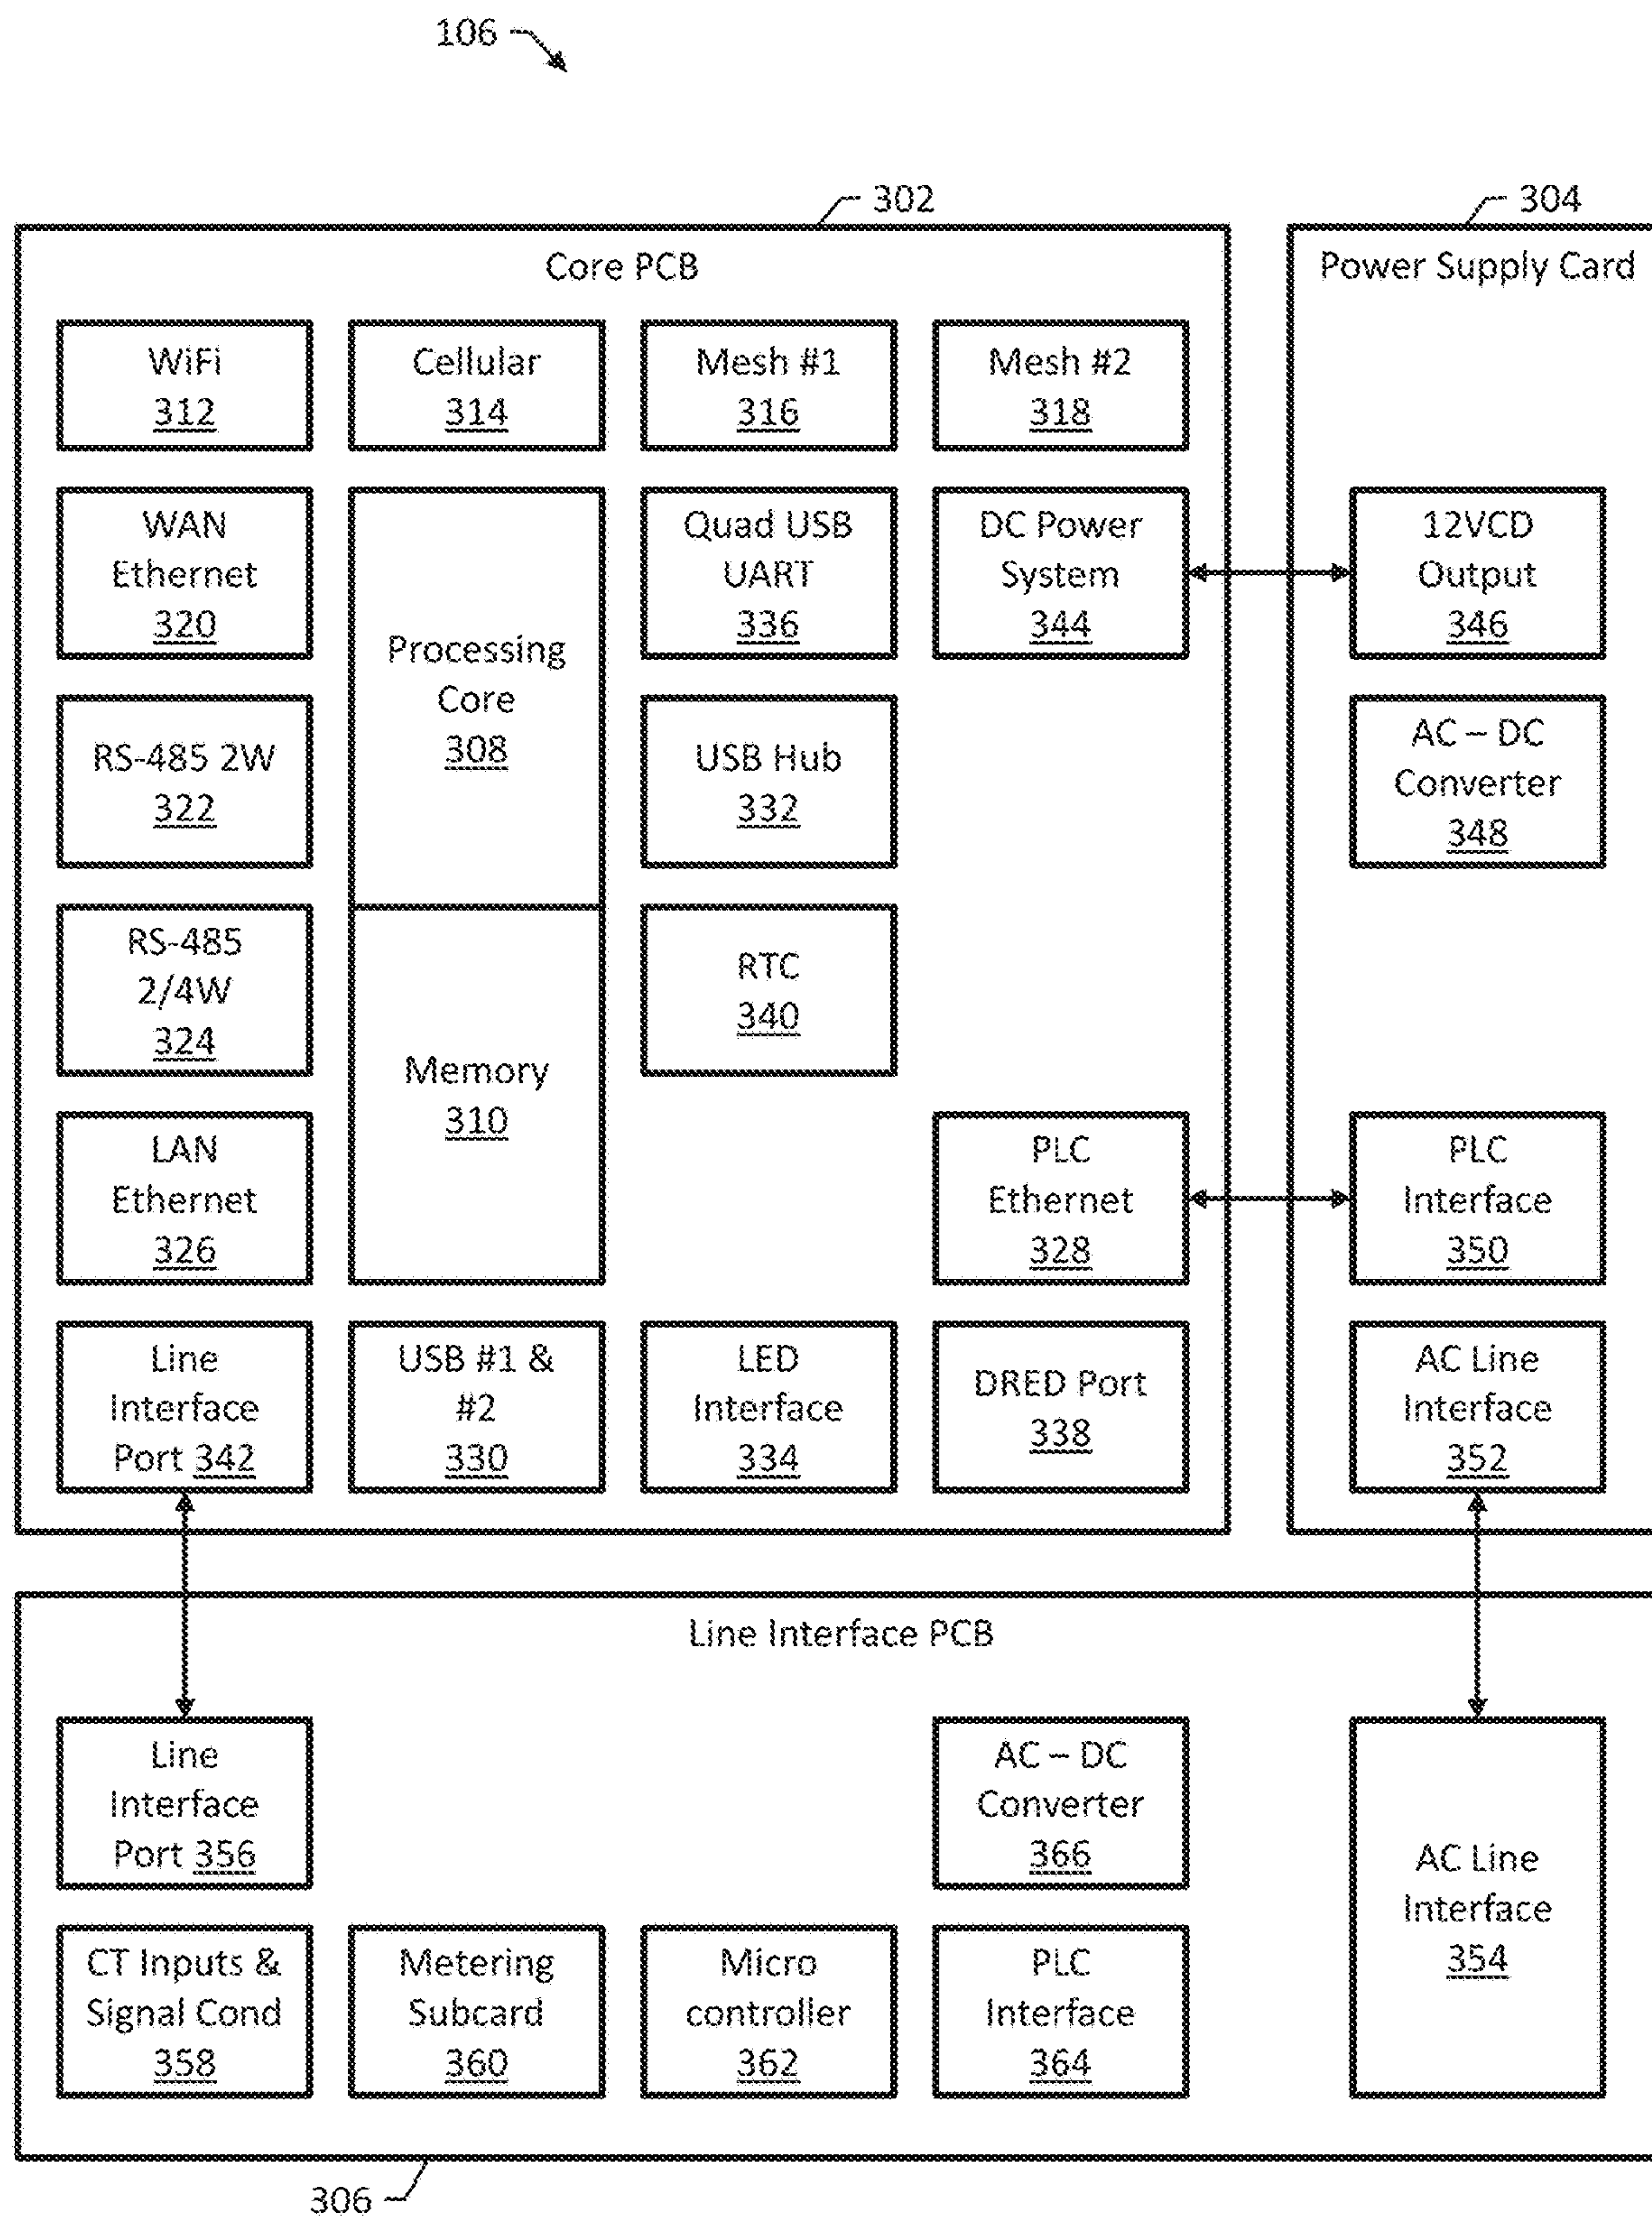 106
302
304
Core PCB
Power Supply Card
WiFi
312
Cellular
314
Mesh #1
316
Mesh #2
318
WAN
Ethernet
320
Processing
Core
308
Quad USB
UART
336
DC Power
System
344
12VCD
Output
346
RS-485 2W
322
USB Hub
332
AC – DC
Converter
348
RS-485
2/4W
324
Memory
310
RTC
340
LAN
Ethernet
326
PLC
Ethernet
328
PLC
Interface
350
Line
Interface
Port 342
USB #1 &
#2
330
LED
Interface
334
DRED Port
338
AC Line
Interface
352
Line Interface PCB
Line
Interface
Port 356
AC – DC
Converter
366
AC Line
Interface
354
CT Inputs &
Signal Cond
358
Metering
Subcard
360
Micro
controller
362
PLC
Interface
364
306